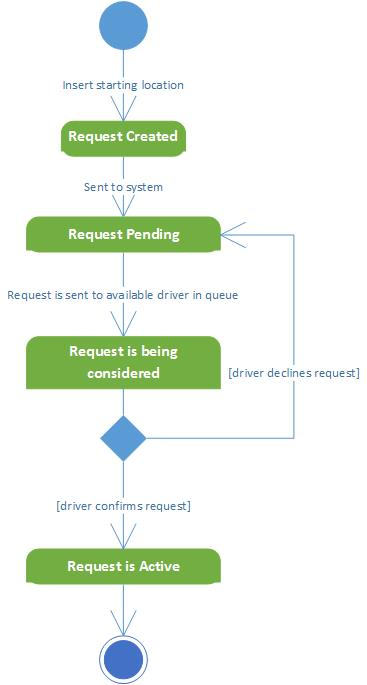 Insert starting location
Request Created
Sent to system
Request Pending
Request is sent to available driver in queue
Request is being
considered
[driver declines request]
[driver confirms request]
Request is Active